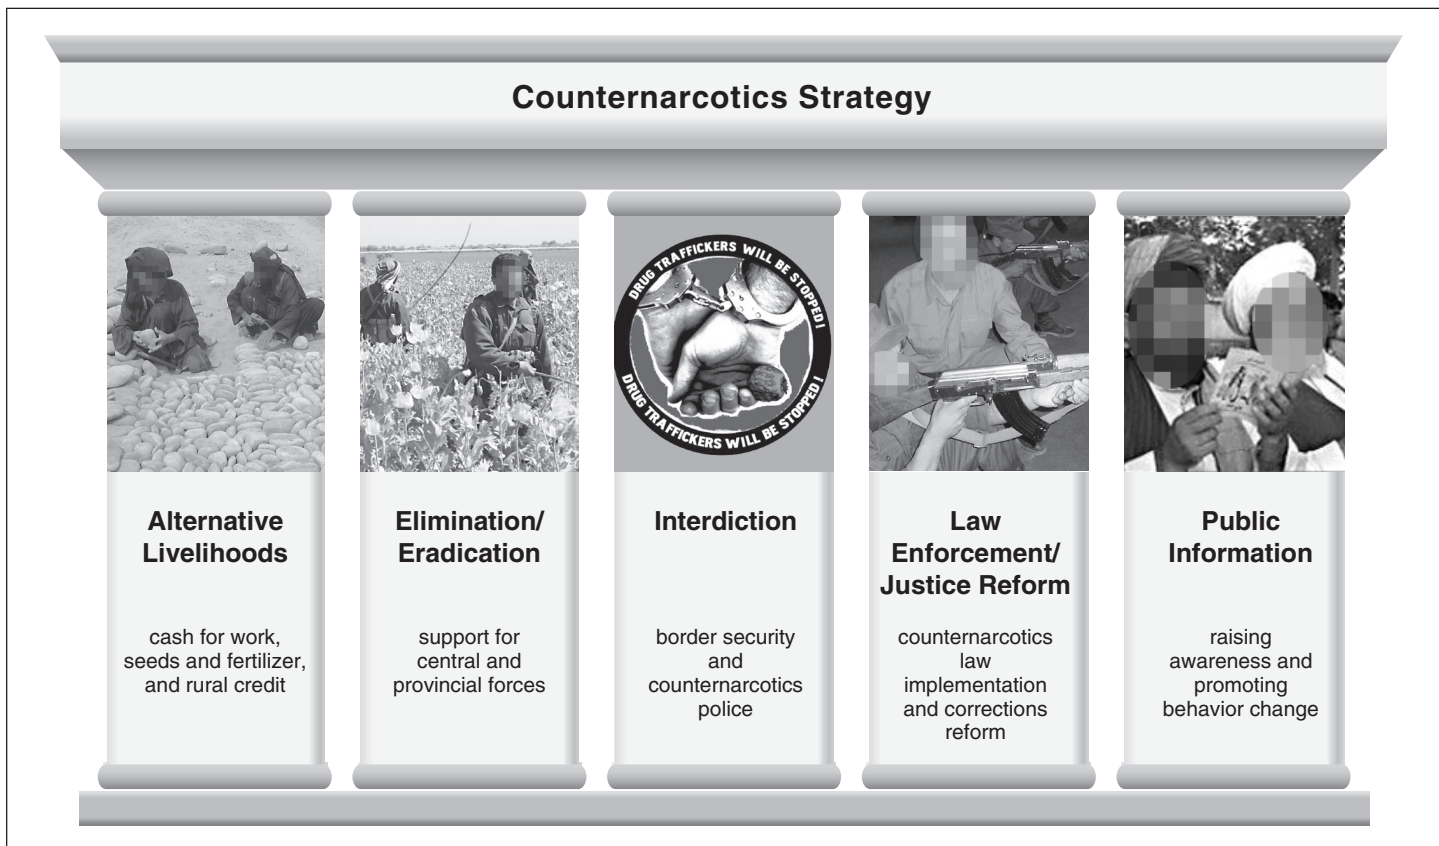 Counternarcotics Strategy
DRUG TRAFFICKERS WILL BE STOPPED!
DRUG TRAFFICKERS WILL BE STOPPED!
Alternative
Livelihoods
cash for work,
seeds and fertilizer,
and rural credit
Elimination/
Eradication
support for
central and
provincial forces
Interdiction
border security
and
counternarcotics
police
Law
Enforcement/
Justice Reform
counternarcotics
law
implementation
and corrections
reform
Public
Information
raising
awareness and
promoting
behavior change